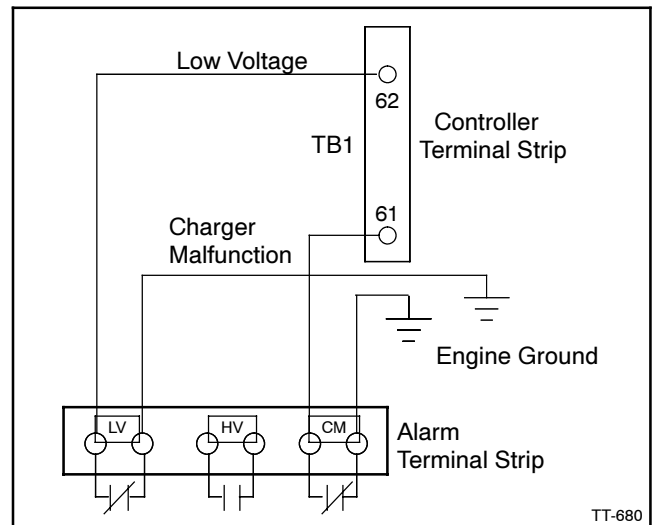 Low Voltage
62
TB1
Controller
Terminal Strip
61
Charger
Malfunction
Engine Ground
LV
HV
CM
Alarm
Terminal Strip
TT-680